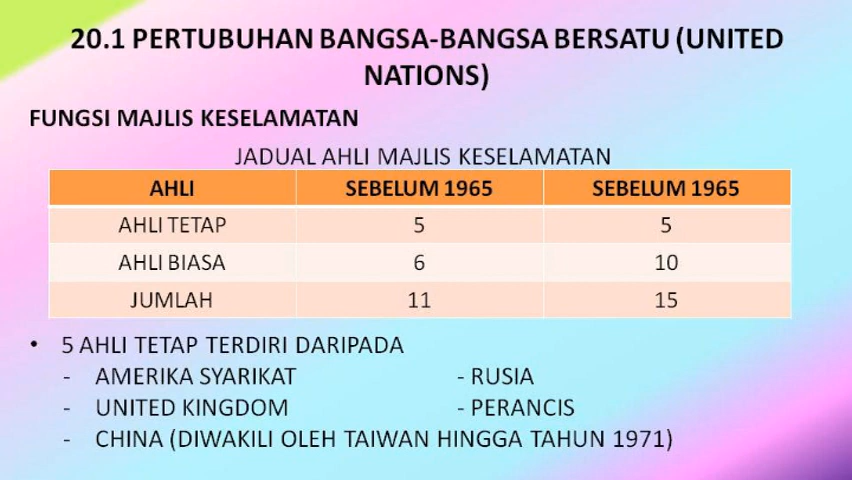 20.1 PERTUBUHAN BANGSA-BANGSA BERSATU (UNITED
NATIONS)
FUNGSI MAJLIS KESELAMATAN
JADUAL AHLI MAJLIS KESELAMATAN
AHLI SEBELUM 1965 SEBELUM 1965
AHLI TETAP 5 5
AHLI BIASA 6 10
JUMLAH 11 15
• 5 AHLI TETAP TERDIRI DARIPADA
- AMERIKA SYARIKAT - RUSIA
- UNITED KINGDOM - PERANCIS
- CHINA (DIWAKILI OLEH TAIWAN HINGGA TAHUN 1971)